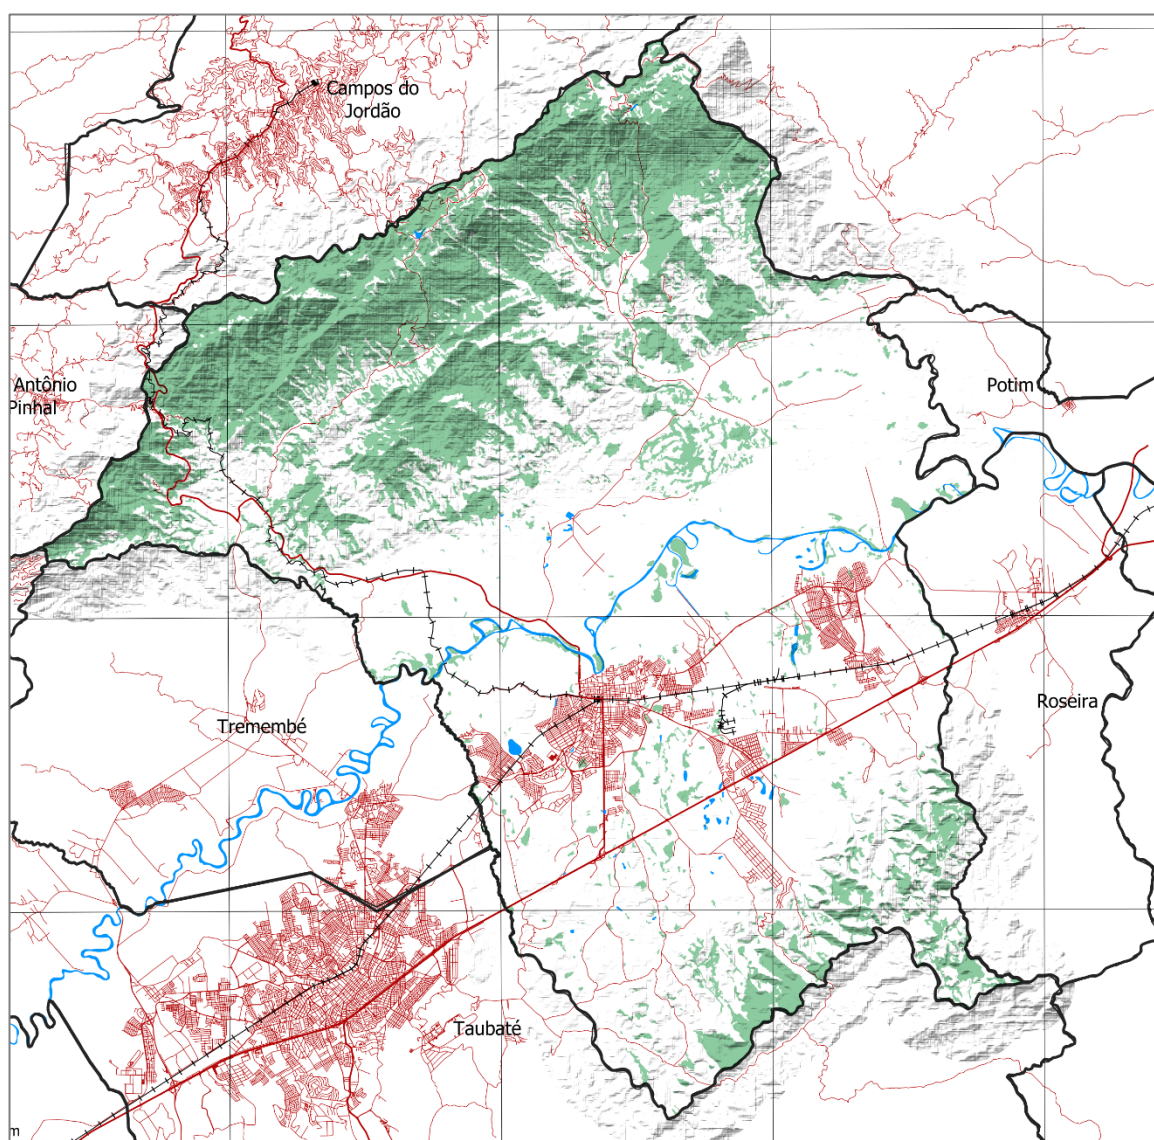 Campos do
Jordão
Antônio
Pinhal
Potim
Roseira
Tremembé
Taubaté
m